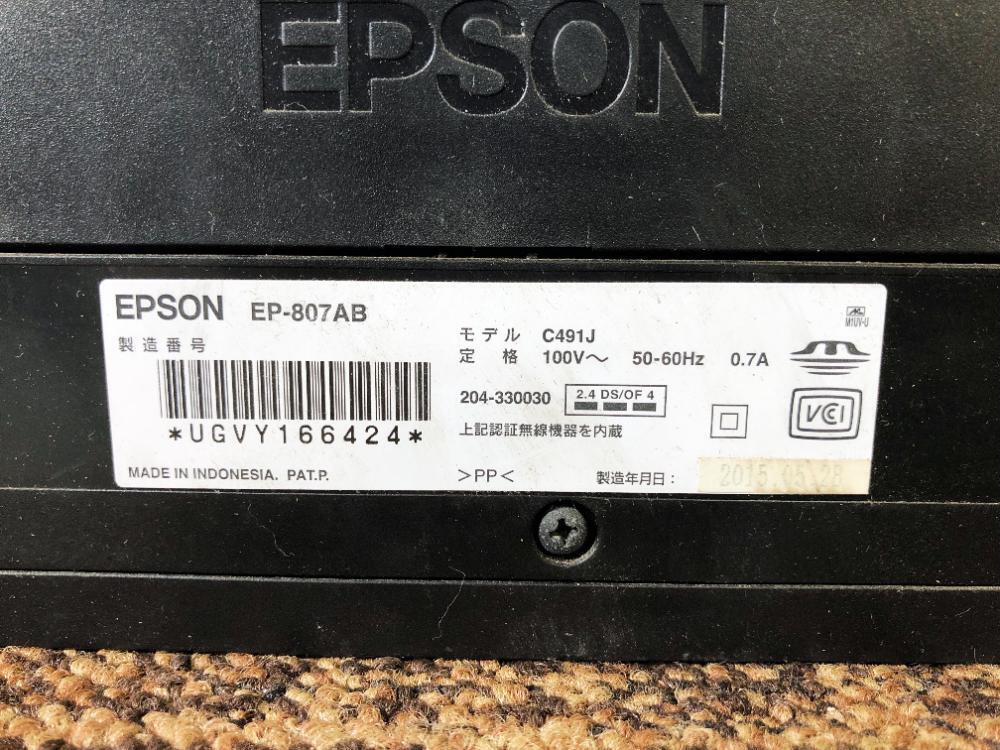 EPSON
EPSON EP-807AB
製造番号
*UGVY166424*
MADE IN INDONESIA. PAT.P.
モデル C491J
定格 100V～ 50-60Hz 0.7A
204-330030 2.4 DS/OF 4
上記認証無線機器を内蔵
>PP< 製造年月日： 2015.05.28
M1UV-U
VCI